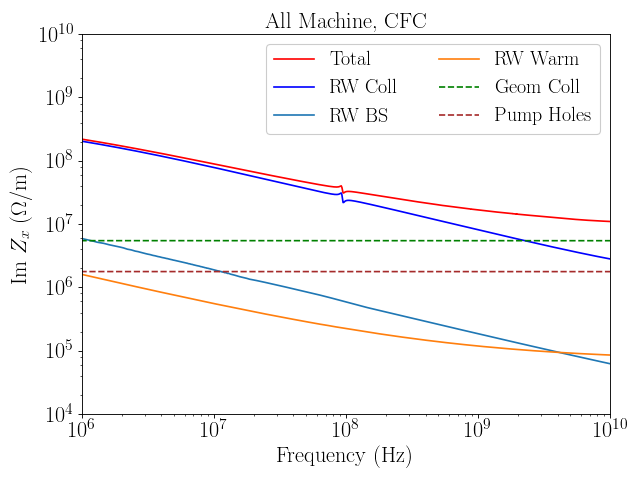 All Machine, CFC
10^10
10^9
10^8
10^7
10^6
10^5
10^4
Im Z_x (Ω/m)
Total
RW Coll
RW BS
RW Warm
Geom Coll
Pump Holes
10^6
10^7
10^8
10^9
10^10
Frequency (Hz)